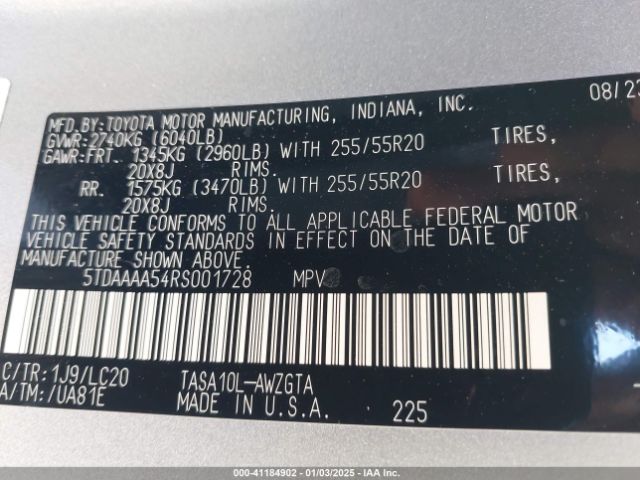 MFD.BY:TOYOTA MOTOR MANUFACTURING, INDIANA, INC. 08/23
GVWR:2740KG (6040LB)
GAWR:FRT. 1345KG (2960LB) WITH 255/55R20 TIRES,
20X8J RIMS.
RR. 1575KG (3470LB) WITH 255/55R20 TIRES,
20X8J RIMS.
THIS VEHICLE CONFORMS TO ALL APPLICABLE FEDERAL MOTOR
VEHICLE SAFETY STANDARDS IN EFFECT ON THE DATE OF
MANUFACTURE SHOWN ABOVE.
5TDAAAA54RS001728 MPV
C/TR:1J9/LC20 TASA10L-AWZGTA
A/TM:/UA81E MADE IN U.S.A. 225
000-41184902 - 01/03/2025 - IAA Inc.